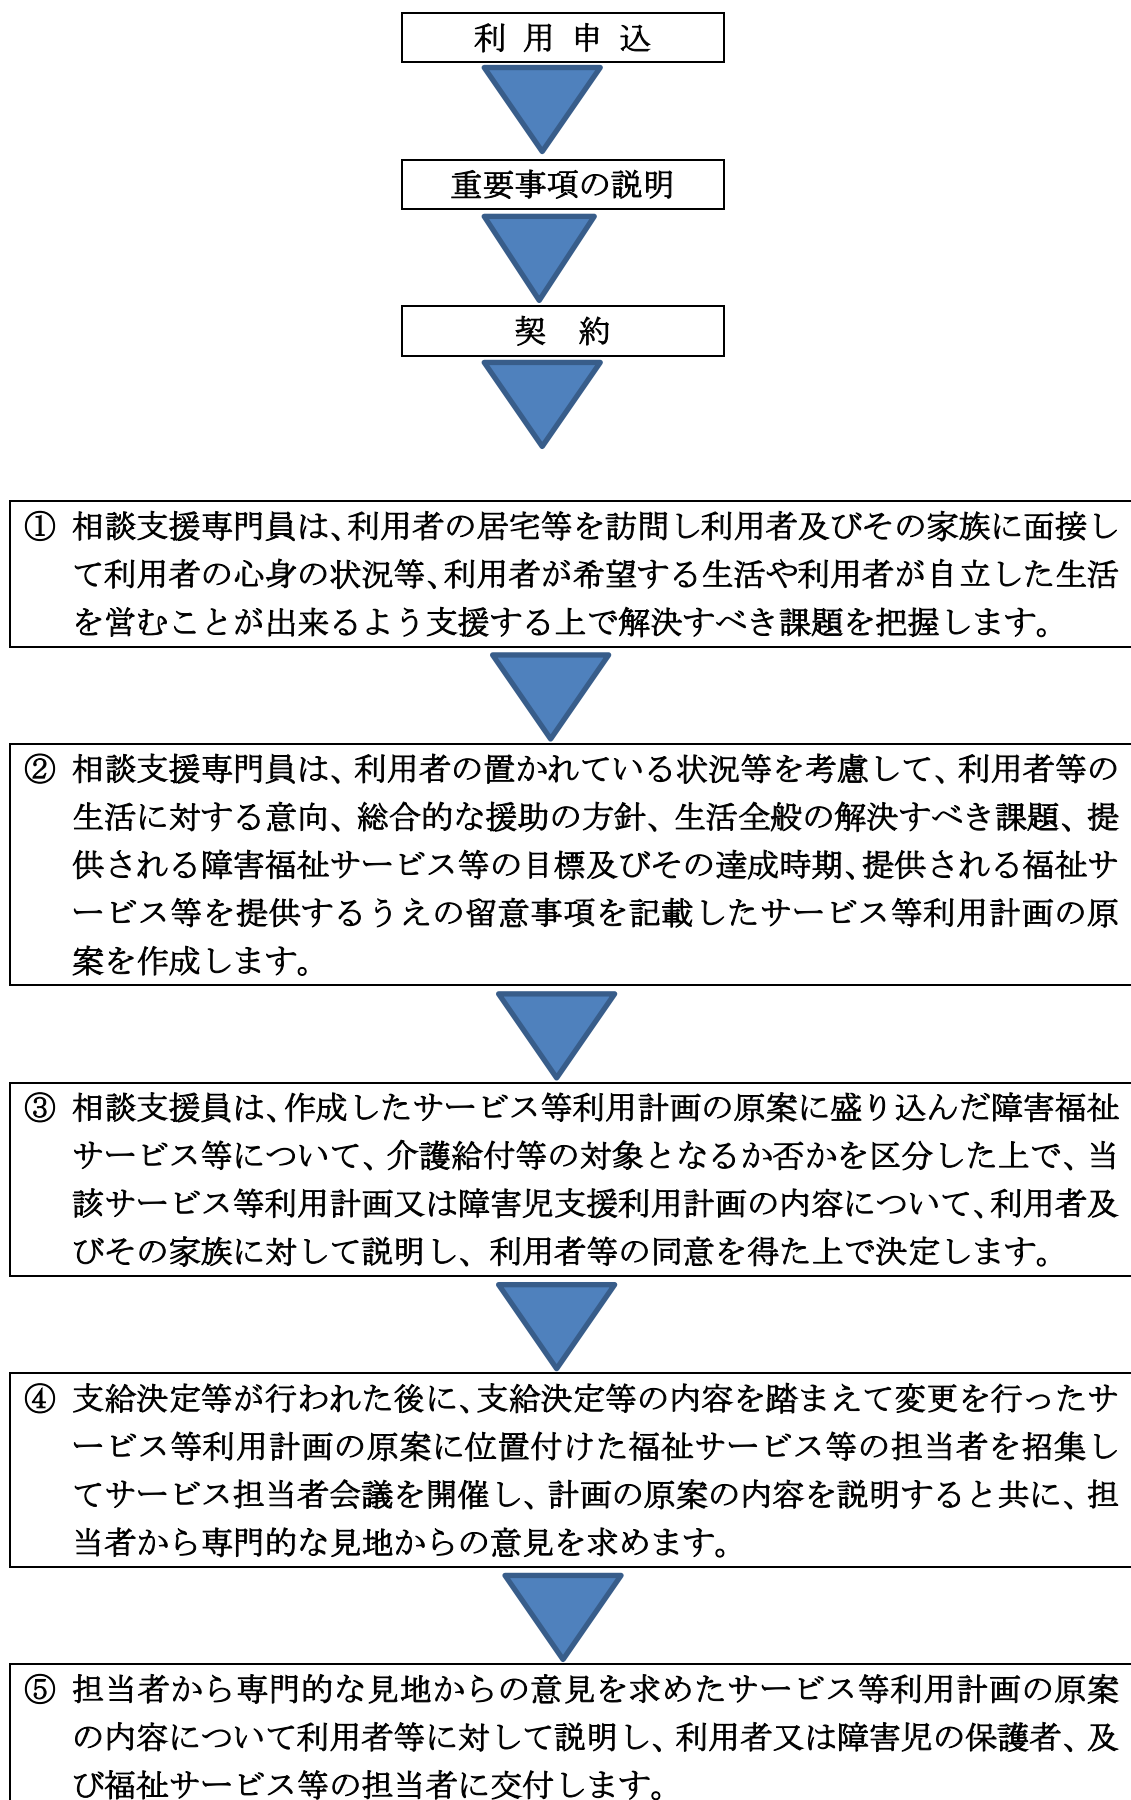 利用申込
重要事項の説明
契　約
① 相談支援専門員は、利用者の居宅等を訪問し利用者及びその家族に面接し
て利用者の心身の状況等、利用者が希望する生活や利用者が自立した生活
を営むことが出来るよう支援する上で解決すべき課題を把握します。
② 相談支援専門員は、利用者の置かれている状況等を考慮して、利用者等の
生活に対する意向、総合的な援助の方針、生活全般の解決すべき課題、提
供される障害福祉サービス等の目標及びその達成時期、提供される福祉サ
ービス等を提供するうえの留意事項を記載したサービス等利用計画の原
案を作成します。
③ 相談支援員は、作成したサービス等利用計画の原案に盛り込んだ障害福祉
サービス等について、介護給付等の対象となるか否かを区分した上で、当
該サービス等利用計画又は障害児支援利用計画の内容について、利用者及
びその家族に対して説明し、利用者等の同意を得た上で決定します。
④ 支給決定等が行われた後に、支給決定等の内容を踏まえて変更を行ったサ
ービス等利用計画の原案に位置付けた福祉サービス等の担当者を招集し
てサービス担当者会議を開催し、計画の原案の内容を説明すると共に、担
当者から専門的な見地からの意見を求めます。
⑤ 担当者から専門的な見地からの意見を求めたサービス等利用計画の原案
の内容について利用者等に対して説明し、利用者又は障害児の保護者、及
び福祉サービス等の担当者に交付します。